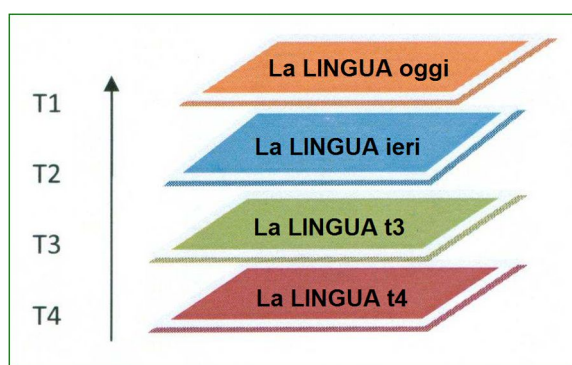 T1
La LINGUA oggi
T2
La LINGUA ieri
T3
La LINGUA t3
T4
La LINGUA t4